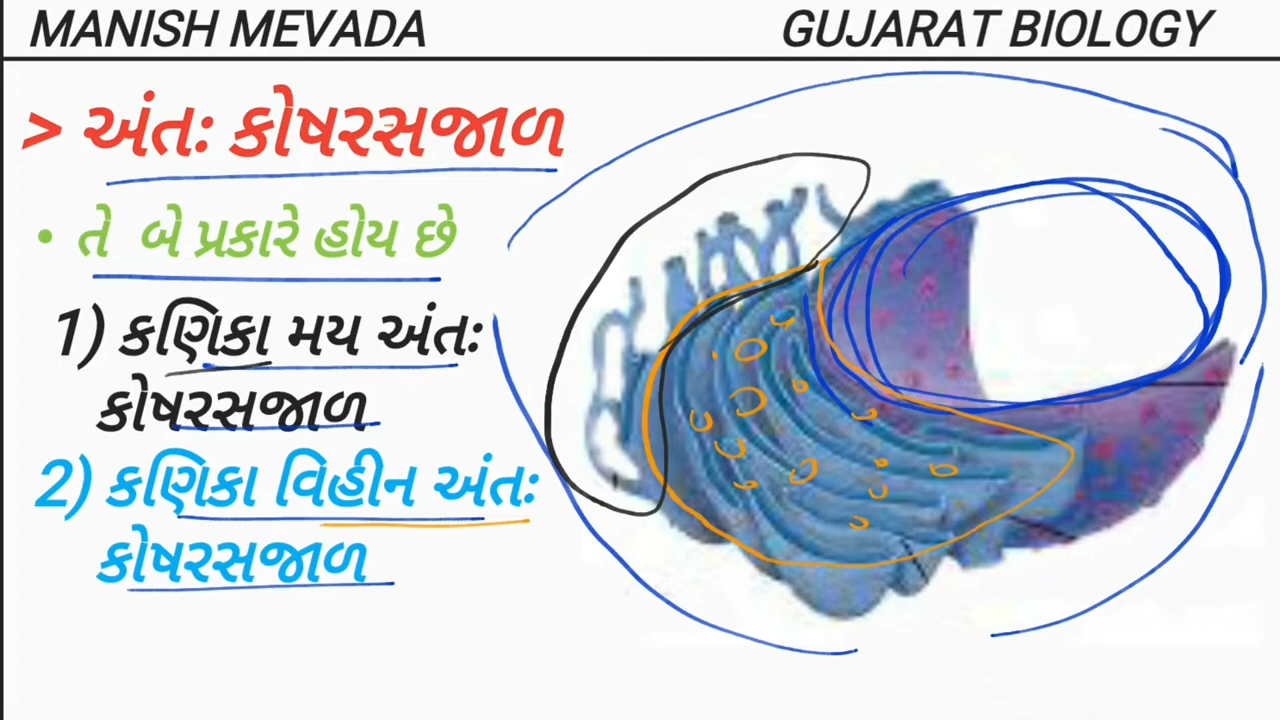 MANISH MEVADA
GUJARAT BIOLOGY
> અંતઃ કોષરસજાળ
• તે બે પ્રકારે હોય છે
1) કણિકા મય અંતઃ
કોષરસજાળ
2) કણિકા વિહીન અંતઃ
કોષરસજાળ